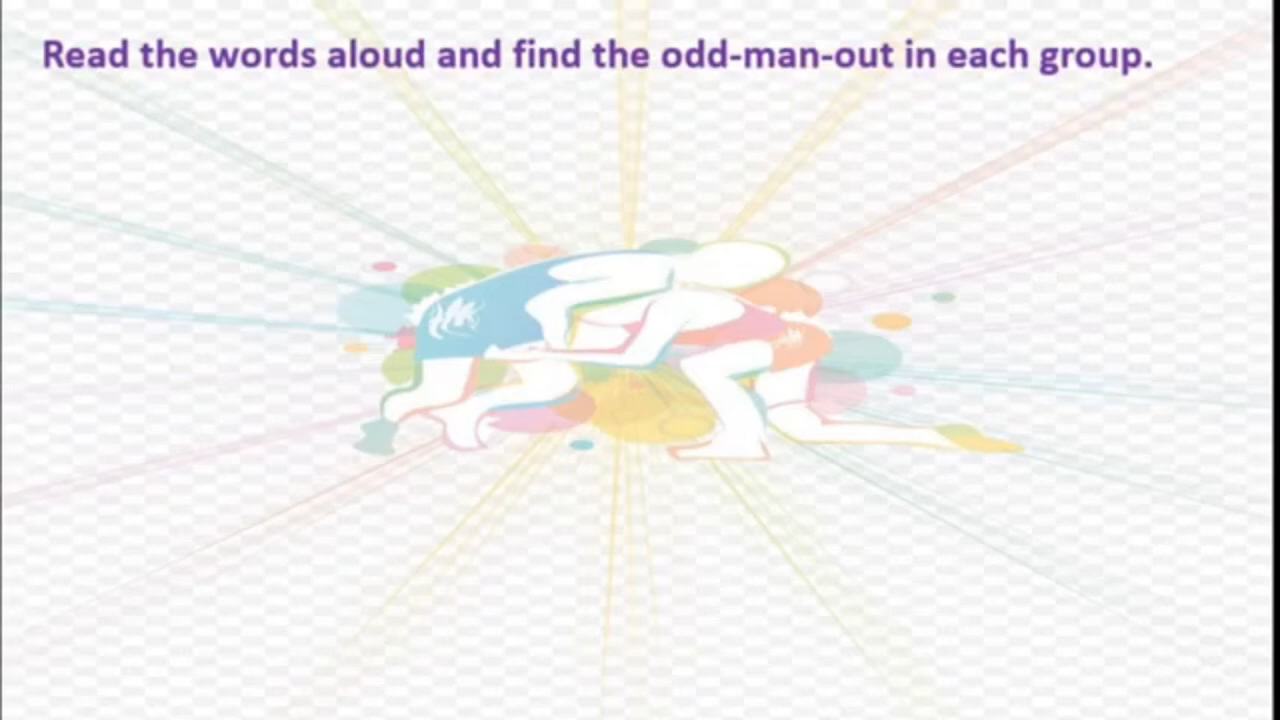 Read the words aloud and find the odd-man-out in each group.